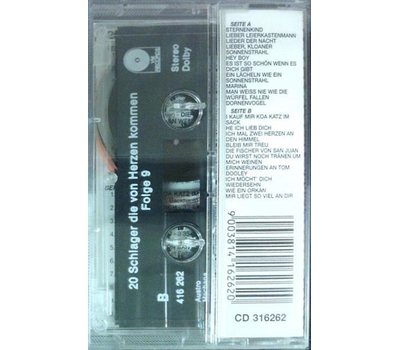 SEITE A
STERNENKIND
LIEBER LEIERKASTENMANN
LIEDER DER NACHT
LIEBER, KLOANER
SONNENSTRAHL
HEY BOY
ES IST SO SCHÖN WENN ES
DICH GIBT
EIN LÄCHELN WIE EIN
SONNENSTRAHL
MARINA
MAN WEISS NIE WIE DIE
WÜRFEL FALLEN
DORNENVOGEL
SEITE B
I KAUF MIR KOA KATZ IM
SACK
HE ICH LIEB DICH
ICH MAL ZWEI HERZEN AN
DEN HIMMEL
BLEIB MIR TREU
DIE FISCHER VON SAN JUAN
DU WIRST NOCH TRÄNEN UM
MICH WEINEN
ERINNERUNGEN AN TOM
DOOLEY
ICH MÖCHT' DICH
WIEDERSEHN
WIE EIN ORKAN
MIR LIEGT SO VIEL AN DIR
9003814162620
CD 316262
Stereo
Dolby
20 Schlager die von Herzen kommen
Folge 9
B
416 262
Austro